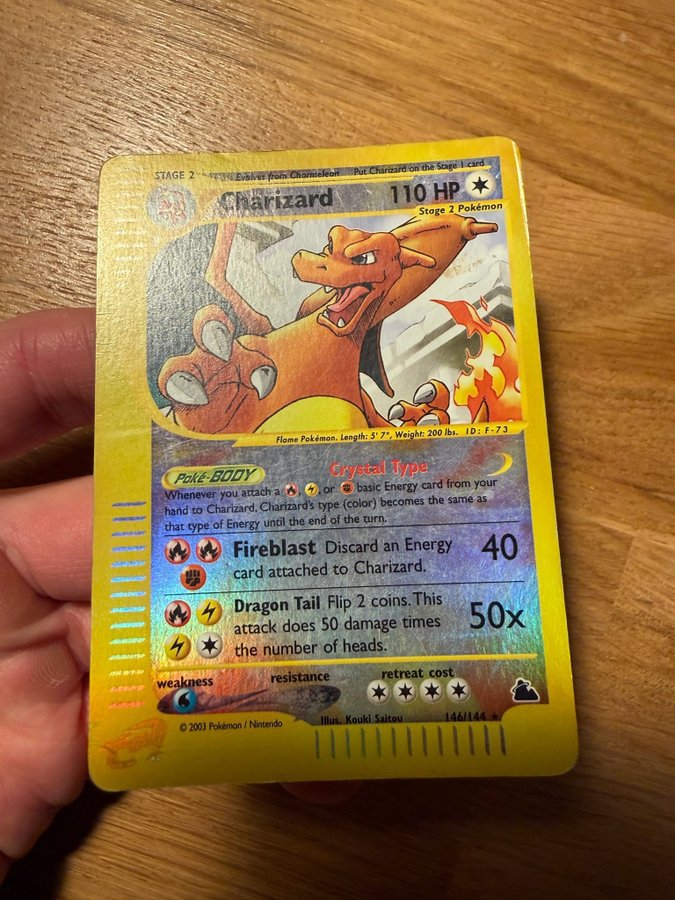 STAGE 2 Evolves from Charmeleon Put Charizard on the Stage 1 card
Charizard 110 HP
Stage 2 Pokémon
Flame Pokémon. Length: 5' 7", Weight: 200 lbs. ID: F-73
Poké-BODY Crystal Type
Whenever you attach a , , or basic Energy card from your
hand to Charizard, Charizard's type (color) becomes the same as
that type of Energy until the end of the turn.
Fireblast Discard an Energy 40
card attached to Charizard.
Dragon Tail Flip 2 coins. This 50x
attack does 50 damage times
the number of heads.
weakness resistance retreat cost
Illus. Kouki Saitou 146/144
© 2003 Pokémon / Nintendo